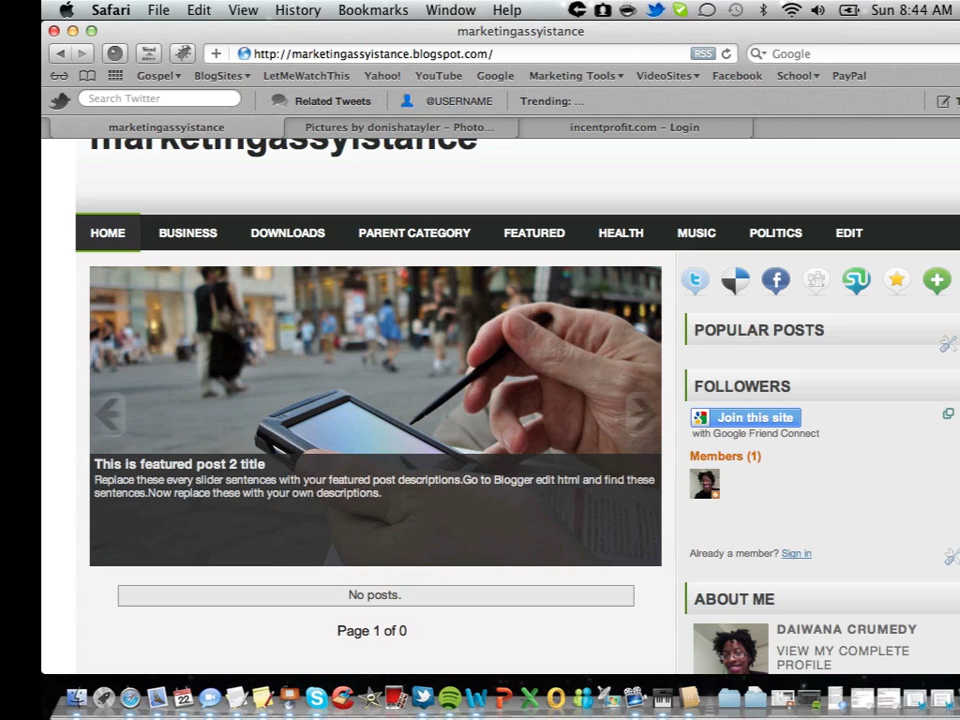 Safari File Edit View History Bookmarks Window Help Sun 8:44 AM
marketingassyistance
http://marketingassyistance.blogspot.com/ RSS Google
Gospel BlogSites LetMeWatchThis Yahoo! YouTube Google Marketing Tools VideoSites Facebook School PayPal
Search Twitter Related Tweets @USERNAME Trending: ...
marketingassyistance Pictures by donishatayler – Photo... incentprofit.com – Login
marketingassyistance
HOME BUSINESS DOWNLOADS PARENT CATEGORY FEATURED HEALTH MUSIC POLITICS EDIT
POPULAR POSTS
FOLLOWERS
Join this site
with Google Friend Connect
Members (1)
This is featured post 2 title
Replace these every slider sentences with your featured post descriptions.Go to Blogger edit html and find these
sentences.Now replace these with your own descriptions.
Already a member? Sign in
No posts.
Page 1 of 0
ABOUT ME
DAIWANA CRUMEDY
VIEW MY COMPLETE
PROFILE